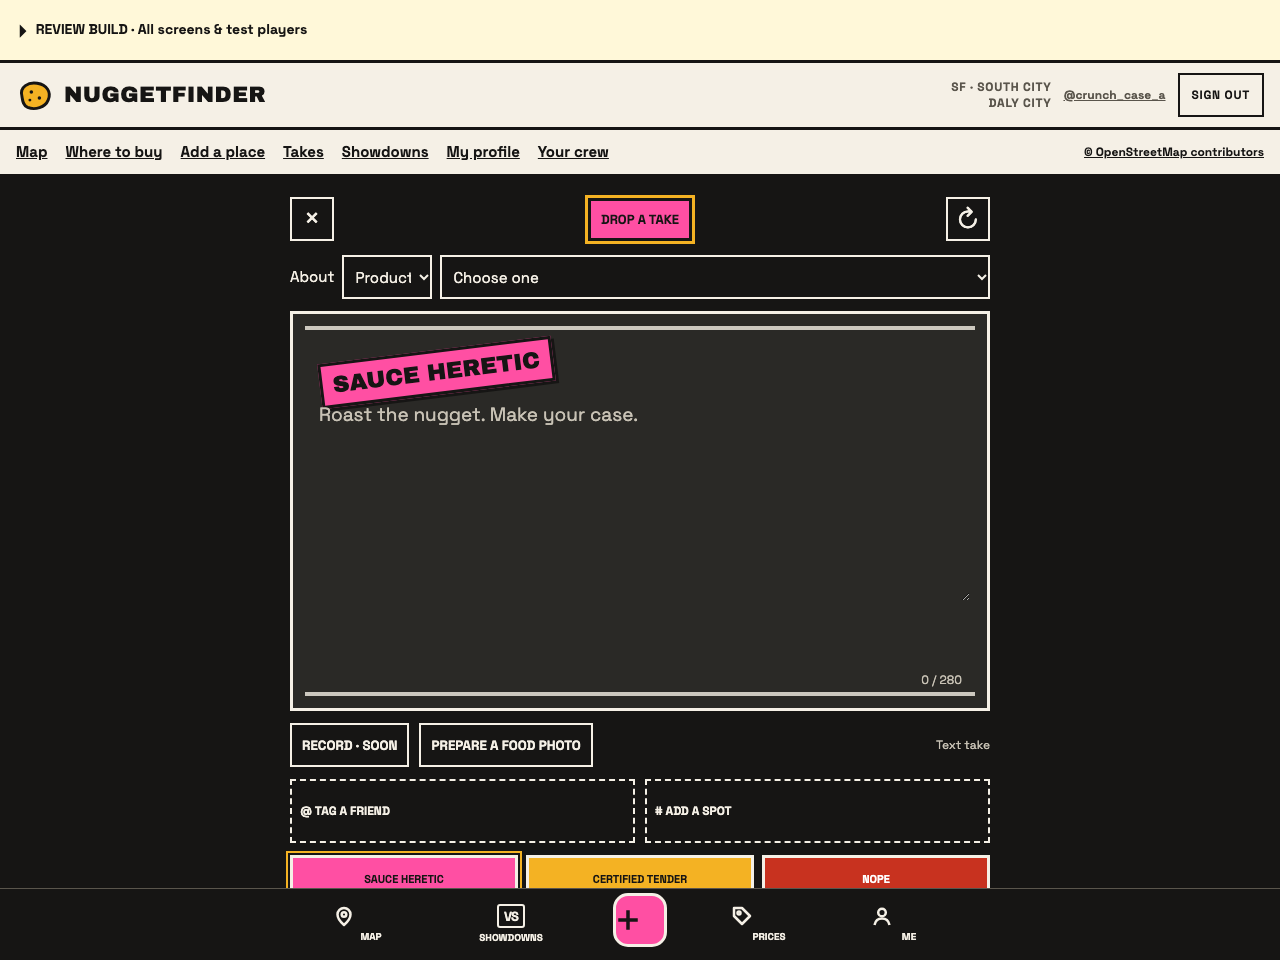 REVIEW BUILD · All screens & test players
NUGGETFINDER
SF · SOUTH CITY
DALY CITY
@crunch_case_a
SIGN OUT
Map
Where to buy
Add a place
Takes
Showdowns
My profile
Your crew
© OpenStreetMap contributors
×
DROP A TAKE
About
Product
Choose one
SAUCE HERETIC
Roast the nugget. Make your case.
0 / 280
RECORD · SOON
PREPARE A FOOD PHOTO
Text take
@ TAG A FRIEND
# ADD A SPOT
SAUCE HERETIC
CERTIFIED TENDER
NOPE
MAP
VS
SHOWDOWNS
+
PRICES
ME